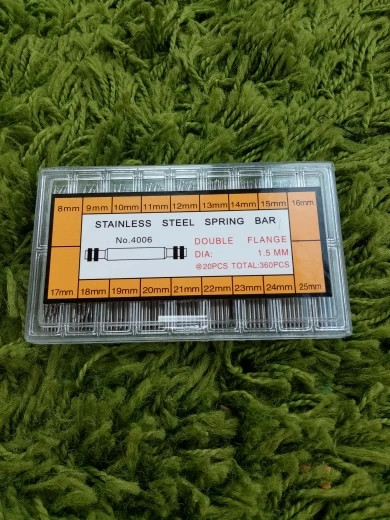 8mm 9mm 10mm 11mm 12mm 13mm 14mm 15mm 16mm
STAINLESS STEEL SPRING BAR
No.4006
DOUBLE FLANGE
DIA: 1.5 MM
@20PCS TOTAL:360PCS
17mm 18mm 19mm 20mm 21mm 22mm 23mm 24mm 25mm